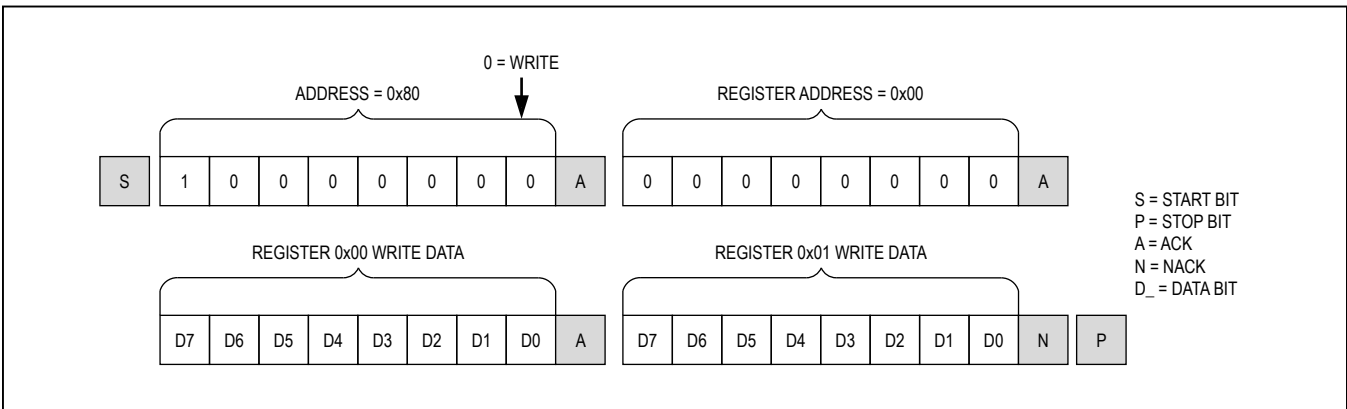 0 = WRITE
ADDRESS = 0x80
REGISTER ADDRESS = 0x00
S 1 0 0 0 0 0 0 0 A 0 0 0 0 0 0 0 0 A
REGISTER 0x00 WRITE DATA
REGISTER 0x01 WRITE DATA
D7 D6 D5 D4 D3 D2 D1 D0 A D7 D6 D5 D4 D3 D2 D1 D0 N P
S = START BIT
P = STOP BIT
A = ACK
N = NACK
D_ = DATA BIT